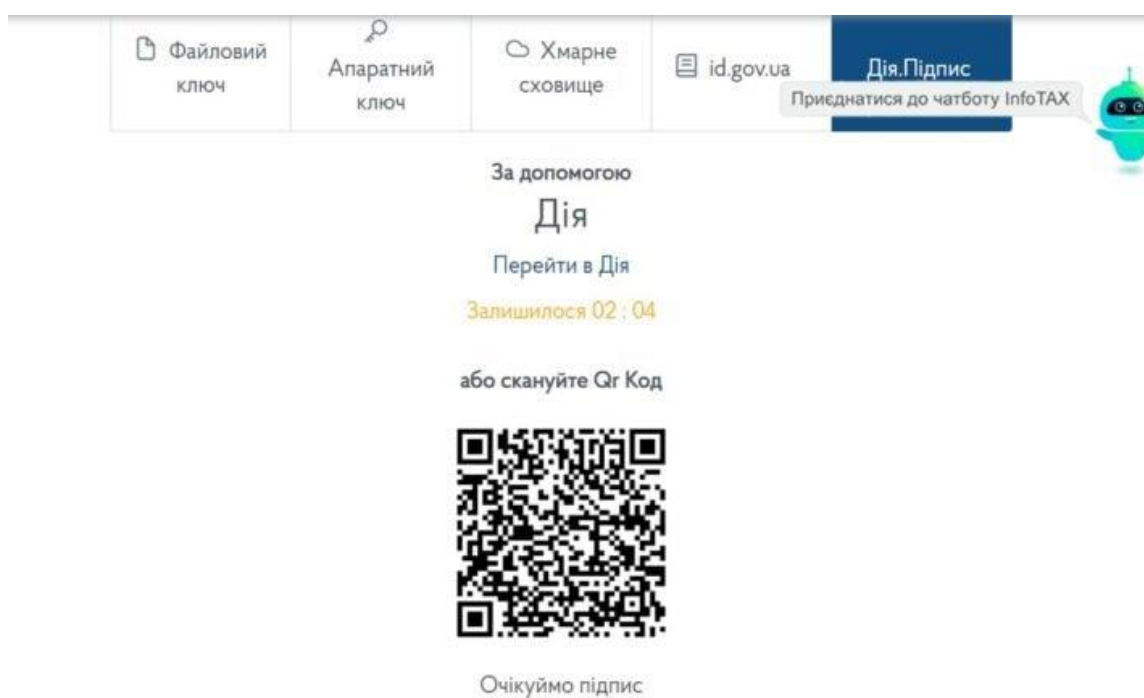 Файловий
ключ
Апаратний
ключ
Хмарне
сховище
id.gov.ua
Дія.Підпис
Приєднатися до чатботу InfoTAX
За допомогою
Дія
Перейти в Дія
Залишилося 02 : 04
або скануйте Qr Код
Очікуймо підпис